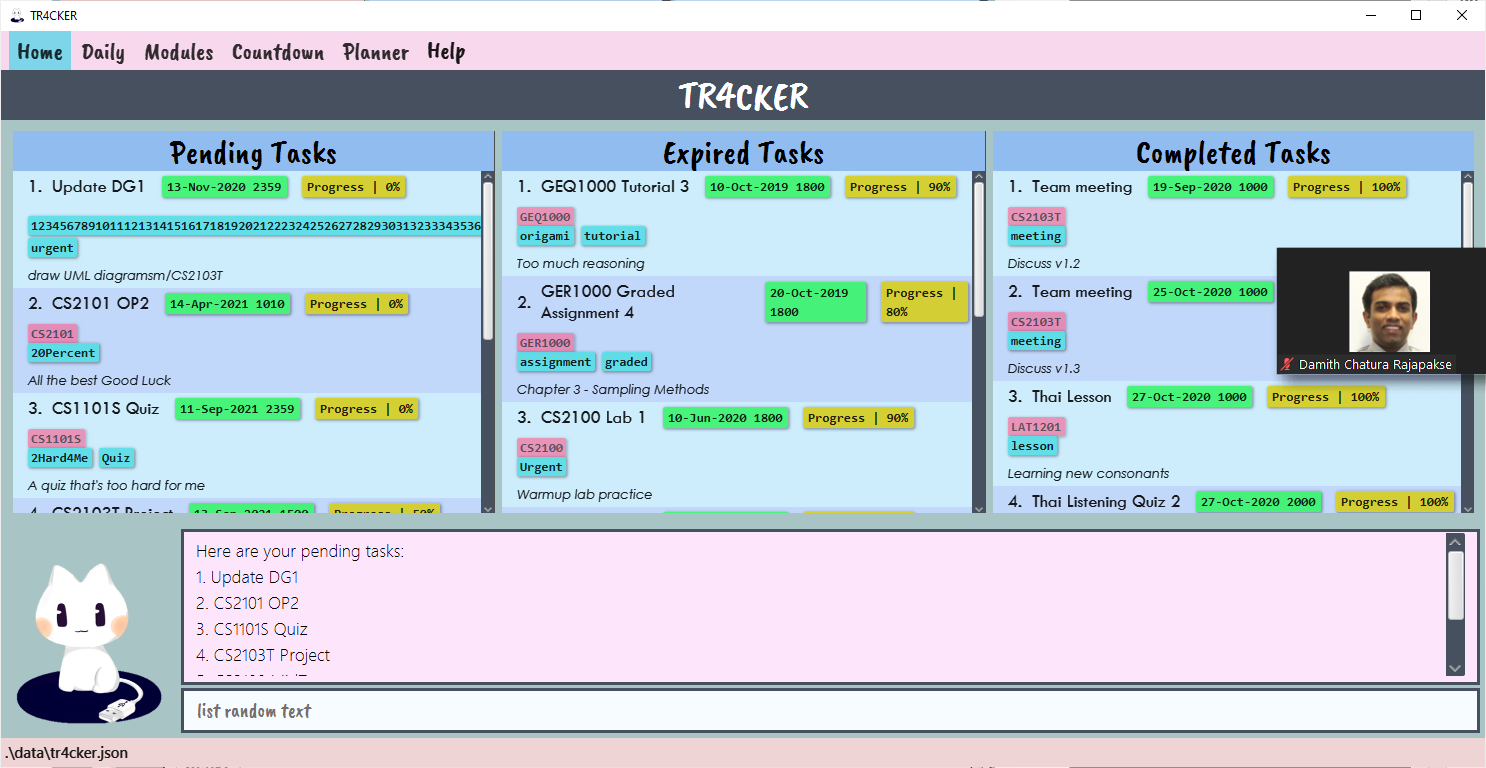 TR4CKER
Home Daily Modules Countdown Planner Help
TR4CKER
Pending Tasks
1. Update DG1 13-Nov-2020 2359 Progress | 0%
urgent
draw UML diagramsm/CS2103T
2. CS2101 OP2 14-Apr-2021 1010 Progress | 0%
CS2101
20Percent
All the best Good Luck
3. CS1101S Quiz 11-Sep-2021 2359 Progress | 0%
CS1101S
2Hard4Me Quiz
A quiz that's too hard for me
4. CS2103T Project
Expired Tasks
1. GEQ1000 Tutorial 3 10-Oct-2019 1800 Progress | 90%
GEQ1000
origami tutorial
Too much reasoning
2. GER1000 Graded Assignment 4 20-Oct-2019 1800 Progress | 80%
GER1000
assignment graded
Chapter 3 - Sampling Methods
3. CS2100 Lab 1 10-Jun-2020 1800 Progress | 90%
CS2100
Urgent
Warmup lab practice
Completed Tasks
1. Team meeting 19-Sep-2020 1000 Progress | 100%
CS2103T
meeting
Discuss v1.2
2. Team meeting 25-Oct-2020 1000
CS2103T
meeting
Discuss v1.3
3. Thai Lesson 27-Oct-2020 1000 Progress | 100%
LAT1201
lesson
Learning new consonants
4. Thai Listening Quiz 2 27-Oct-2020 2000 Progress | 100%
Damith Chatura Rajapakse
Here are your pending tasks:
1. Update DG1
2. CS2101 OP2
3. CS1101S Quiz
4. CS2103T Project
list random text
.\data\tr4cker.json